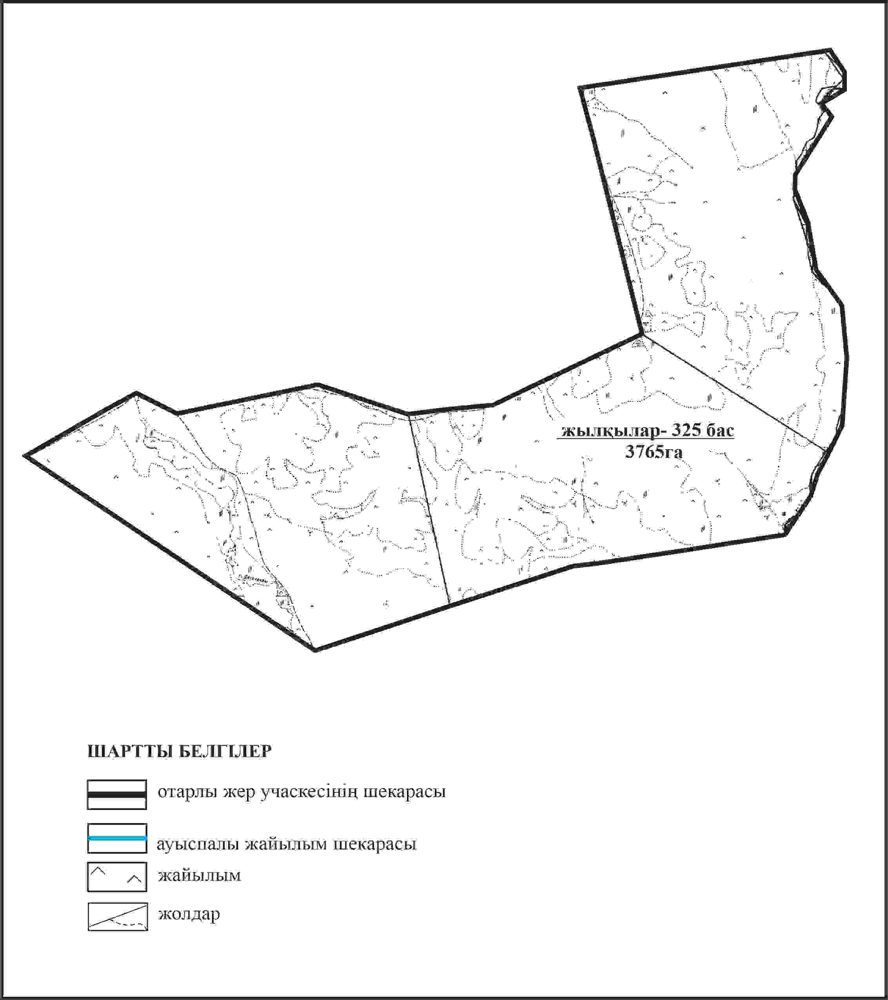 жылқылар- 325 бас
3765га
ШАРТТЫ БЕЛГІЛЕР
отарлы жер учаскесінің шекарасы
ауыспалы жайылым шекарасы
жайылым
жолдар